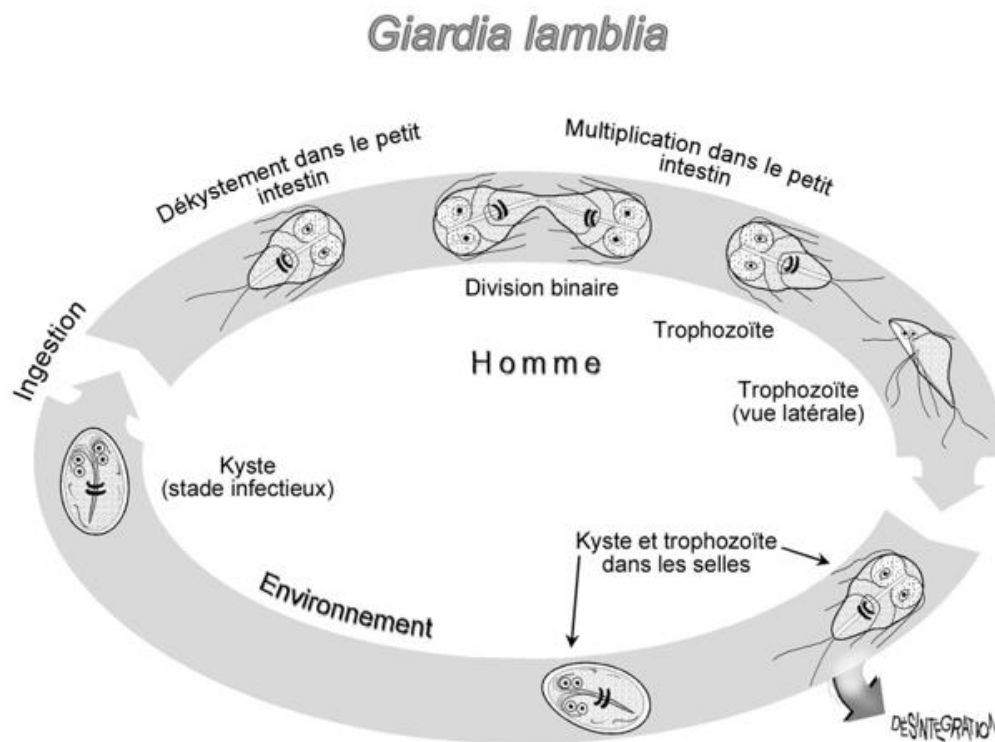 Giardia lamblia
Dékystement dans le petit
intestin
Multiplication dans le petit
intestin
Division binaire
Trophozoïte
Homme
Trophozoïte
(vue latérale)
Ingestion
Kyste
(stade infectieux)
Kyste et trophozoïte
dans les selles
Environnement
DÉSINTÉGRATION